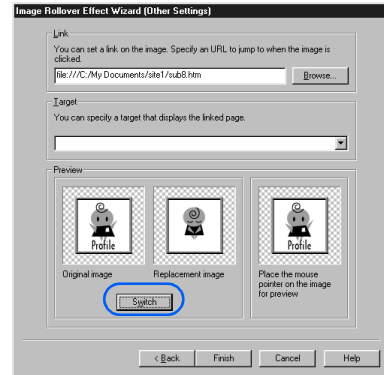 Image Rollover Effect Wizard (Other Settings)
Link
You can set a link on the image. Specify an URL to jump to when the image is
clicked.
file:///C:/My Documents/site1/sub8.htm Browse...
Target
You can specify a target that displays the linked page.
Preview
Profile Profile
Original image Replacement image Place the mouse
pointer on the image
for preview
Switch
< Back Finish Cancel Help